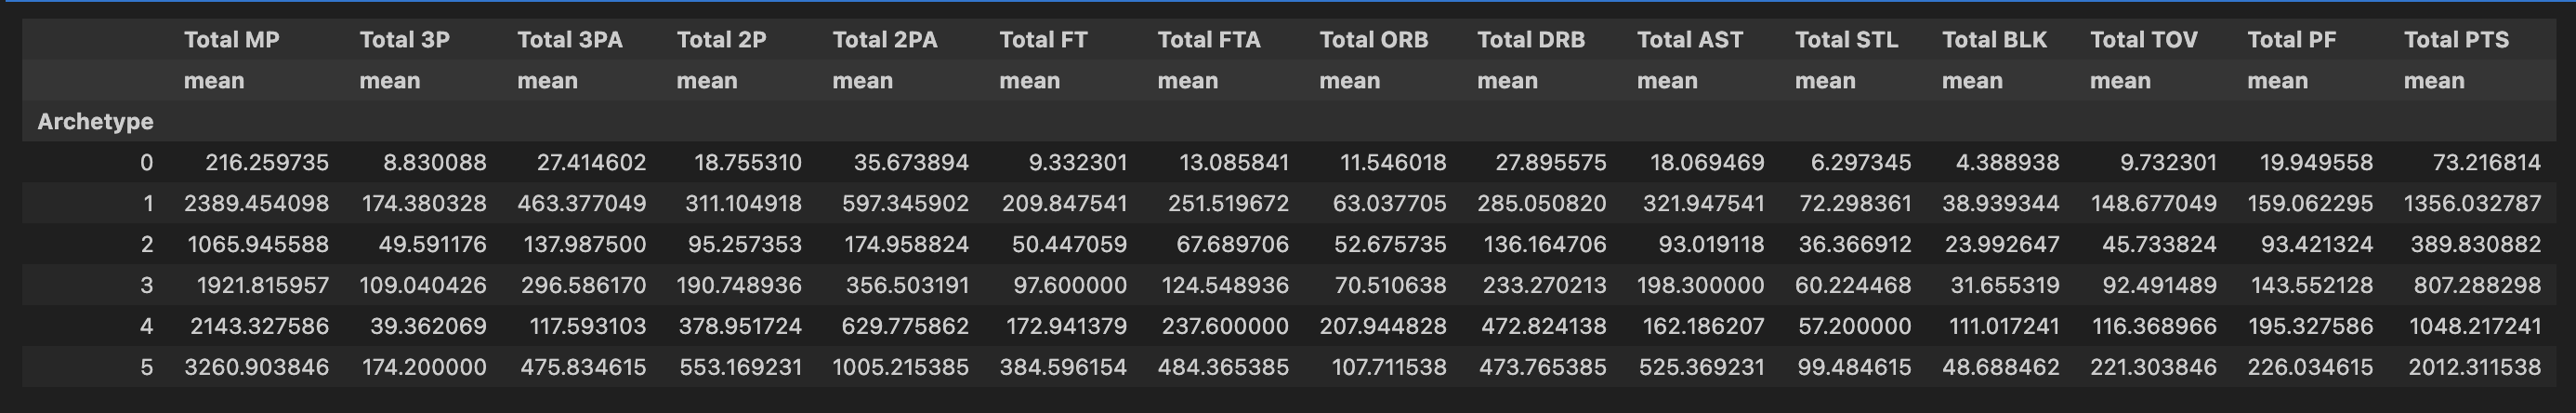 Total MP Total 3P Total 3PA Total 2P Total 2PA Total FT Total FTA Total ORB Total DRB Total AST Total STL Total BLK Total TOV Total PF Total PTS
mean mean mean mean mean mean mean mean mean mean mean mean mean mean mean
Archetype
0 216.259735 8.830088 27.414602 18.755310 35.673894 9.332301 13.085841 11.546018 27.895575 18.069469 6.297345 4.388938 9.732301 19.949558 73.216814
1 2389.454098 174.380328 463.377049 311.104918 597.345902 209.847541 251.519672 63.037705 285.050820 321.947541 72.298361 38.939344 148.677049 159.062295 1356.032787
2 1065.945588 49.591176 137.987500 95.257353 174.958824 50.447059 67.689706 52.675735 136.164706 93.019118 36.366912 23.992647 45.733824 93.421324 389.830882
3 1921.815957 109.040426 296.586170 190.748936 356.503191 97.600000 124.548936 70.510638 233.270213 198.300000 60.224468 31.655319 92.491489 143.552128 807.288298
4 2143.327586 39.362069 117.593103 378.951724 629.775862 172.941379 237.600000 207.944828 472.824138 162.186207 57.200000 111.017241 116.368966 195.327586 1048.217241
5 3260.903846 174.200000 475.834615 553.169231 1005.215385 384.596154 484.365385 107.711538 473.765385 525.369231 99.484615 48.688462 221.303846 226.034615 2012.311538